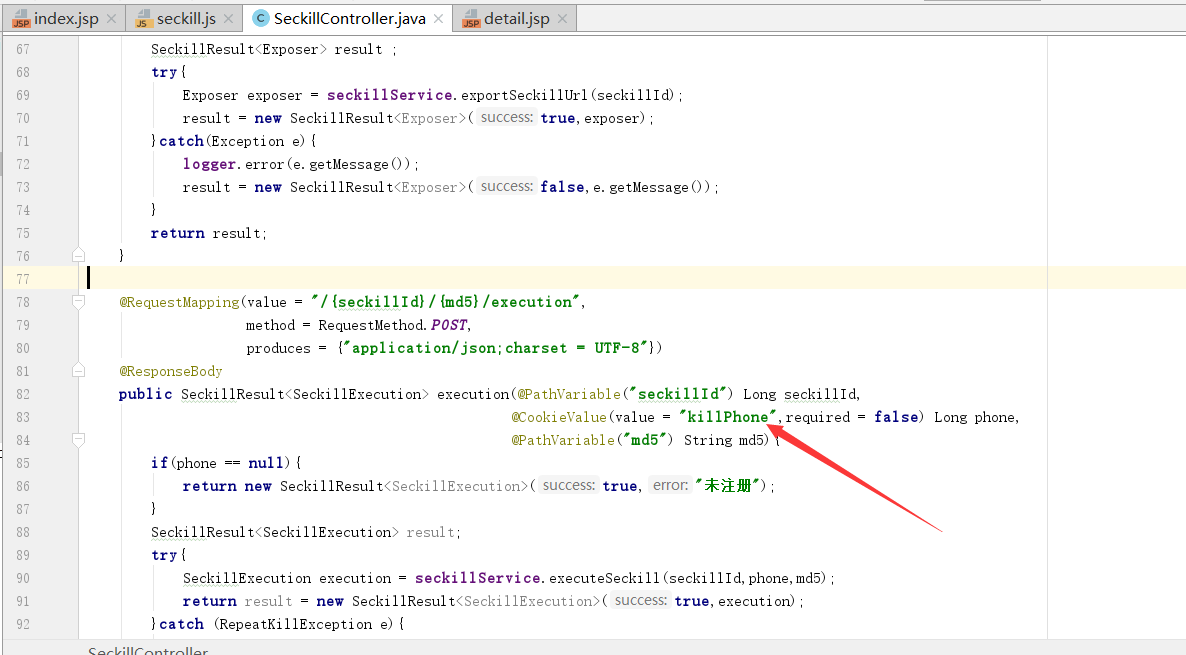 index.jsp seckill.js SeckillController.java detail.jsp
67 SeckillResult<Exposer> result ;
68 try{
69 Exposer exposer = seckillService.exportSeckillUrl(seckillId);
70 result = new SeckillResult<Exposer>( success: true,exposer);
71 }catch(Exception e){
72 logger.error(e.getMessage());
73 result = new SeckillResult<Exposer>( success: false,e.getMessage());
74 }
75 return result;
76 }
77
78 @RequestMapping(value = "/{seckillId}/{md5}/execution",
79 method = RequestMethod.POST,
80 produces = {"application/json;charset = UTF-8"})
81 @ResponseBody
82 public SeckillResult<SeckillExecution> execution(@PathVariable("seckillId") Long seckillId,
83 @CookieValue(value = "killPhone",required = false) Long phone,
84 @PathVariable("md5") String md5){
85 if(phone == null){
86 return new SeckillResult<SeckillExecution>( success: true, error: "未注册");
87 }
88 SeckillResult<SeckillExecution> result;
89 try{
90 SeckillExecution execution = seckillService.executeSeckill(seckillId,phone,md5);
91 return result = new SeckillResult<SeckillExecution>( success: true,execution);
92 }catch (RepeatKillException e){
SeckillController